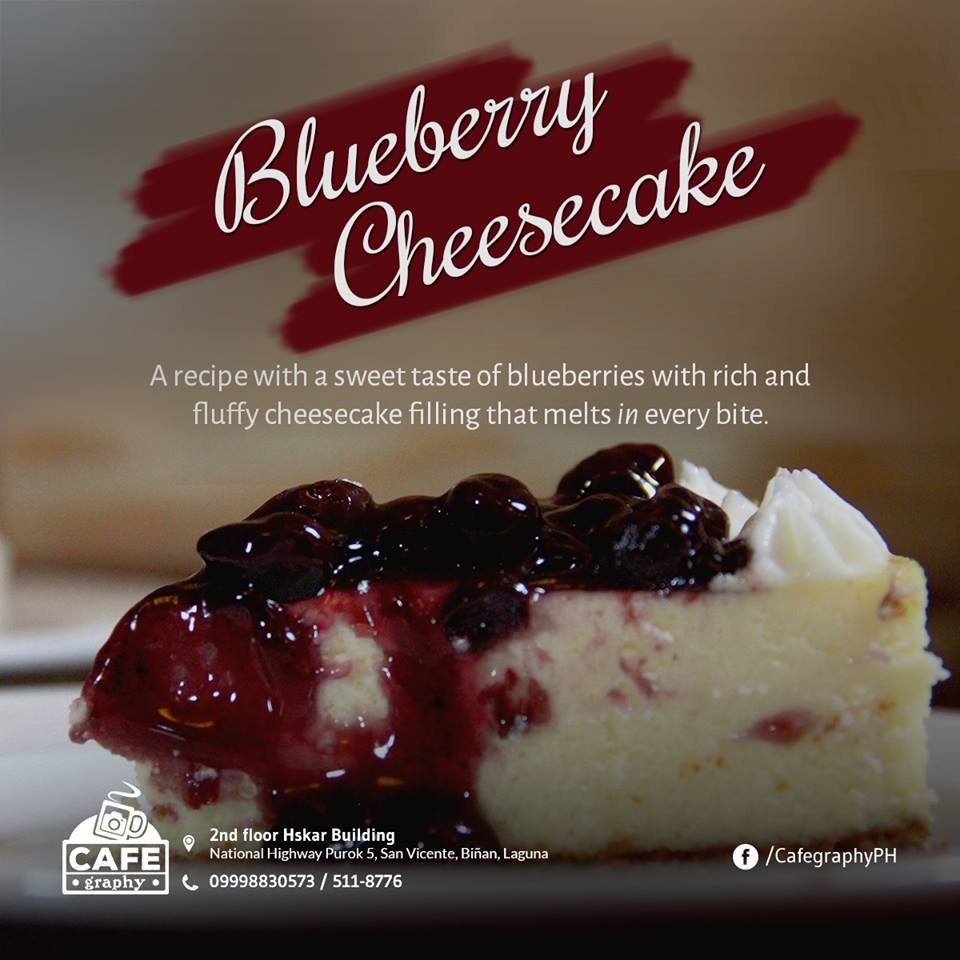 Blueberry
Cheesecake
A recipe with a sweet taste of blueberries with rich and
fluffy cheesecake filling that melts in every bite.
CAFE
graphy
2nd floor Hskar Building
National Highway Purok 5, San Vicente, Biñan, Laguna
09998830573 / 511-8776
/CafegraphyPH